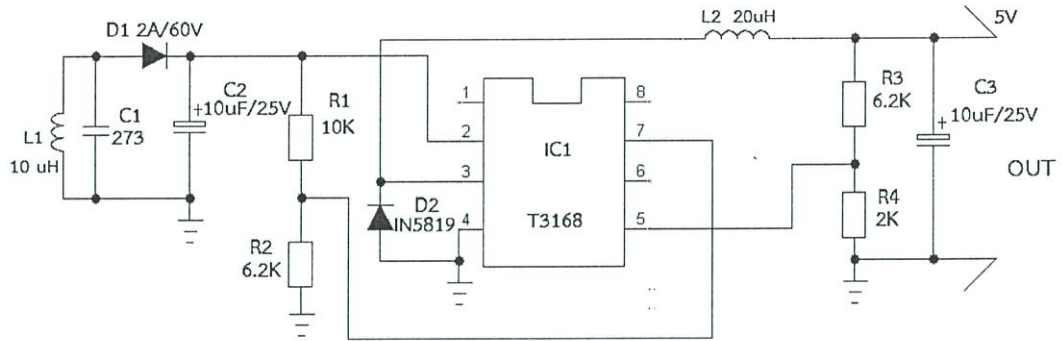 D1 2A/60V
L2 20uH
5V
C2
10uF/25V
+
C1
273
L1
10 uH
R1
10K
R2
6.2K
1
2
3
4
8
7
6
5
IC1
T3168
D2
IN5819
R3
6.2K
R4
2K
C3
10uF/25V
+
OUT